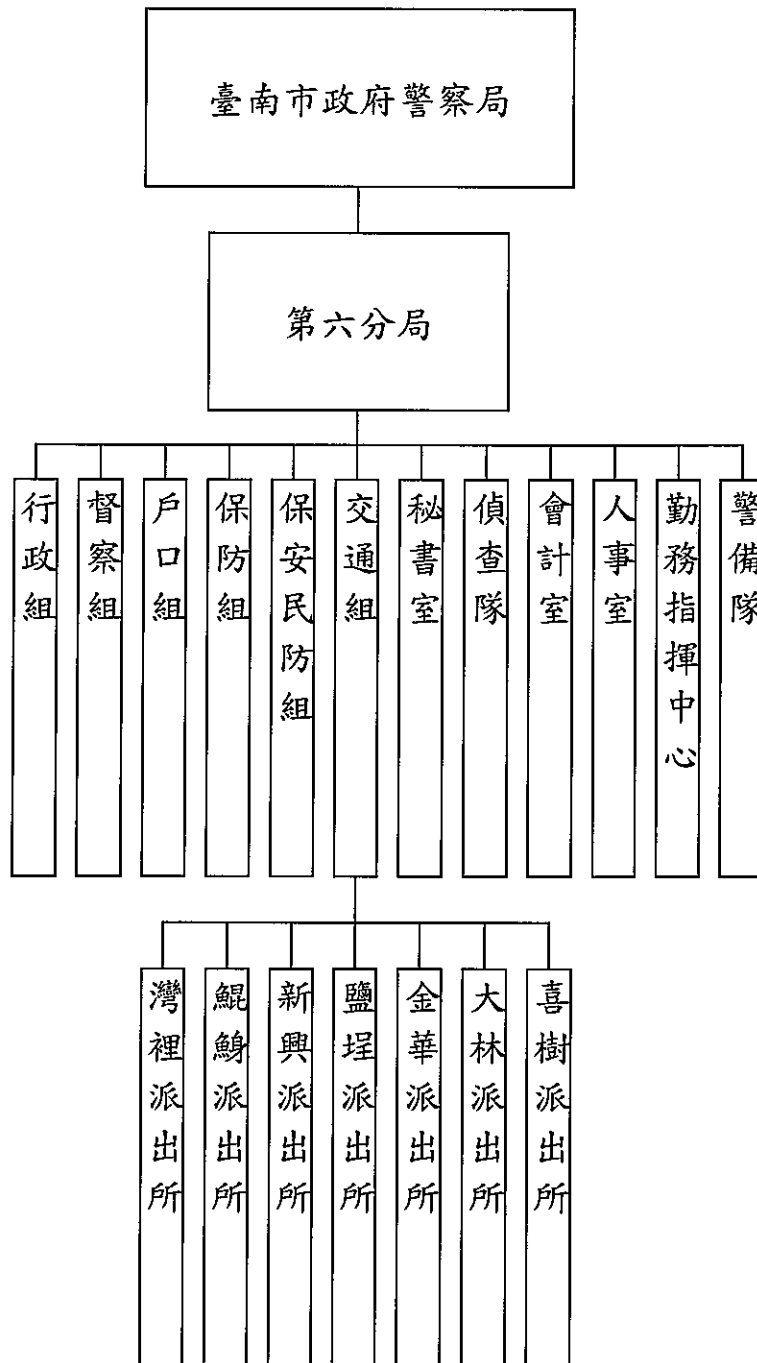 臺南市政府警察局
第六分局
行政組
督察組
戶口組
保防組
保安民防組
交通組
秘書室
偵查隊
會計室
人事室
勤務指揮中心
警備隊
灣裡派出所
鯤鯓派出所
新興派出所
鹽埕派出所
金華派出所
大林派出所
喜樹派出所